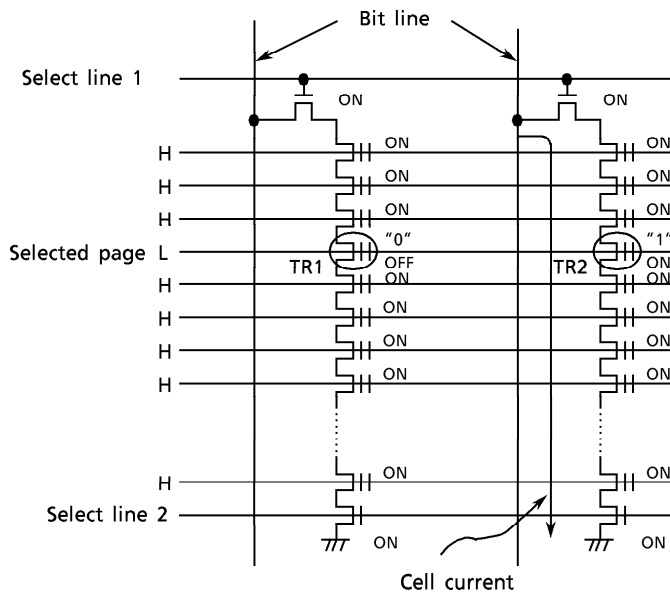 Bit line
Select line 1
ON ON
H ON ON
H ON ON
H ON ON
"0" "1"
Selected page L
TR1 OFF TR2 ON
H ON ON
H ON ON
H ON ON
H ON ON
H ON ON
Select line 2
ON ON
Cell current